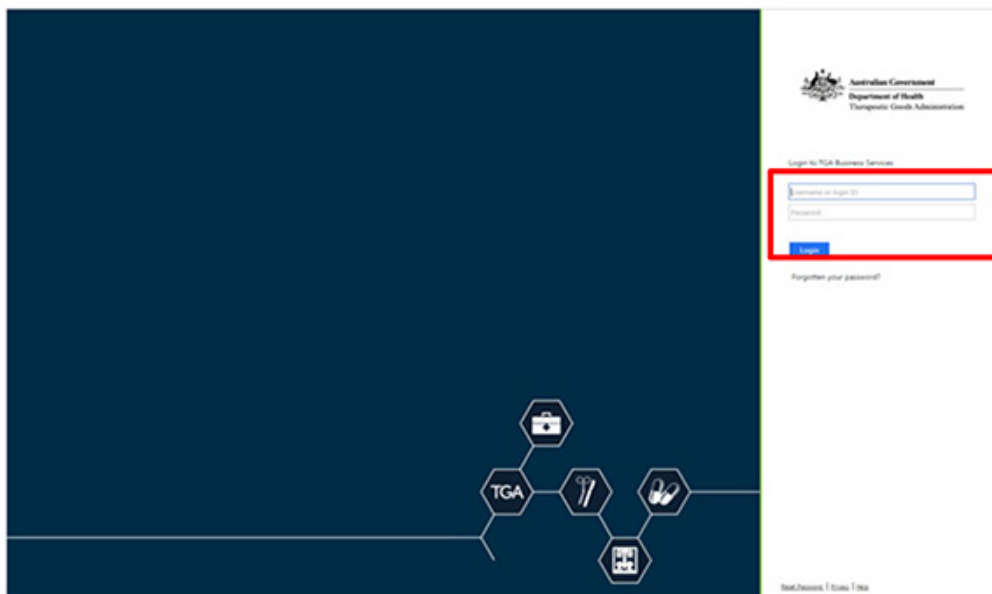 Australian Government
Department of Health
Therapeutic Goods Administration
Login to TGA Business Services
Username or login ID
Password
Login
Forgotten your password?
TGA
Reset Password | Privacy | Help